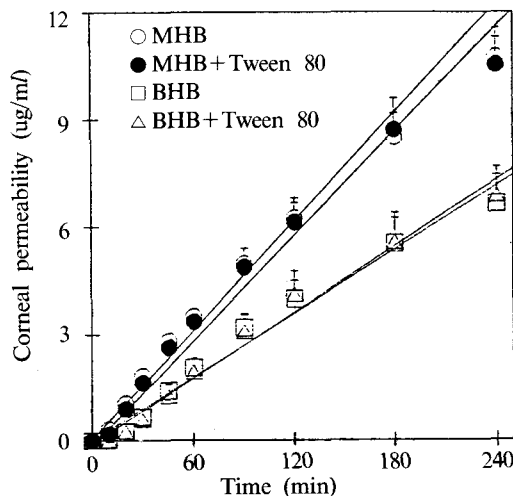 12
9
6
3
0
Corneal permeability (ug/ml)
○ MHB
● MHB+Tween 80
□ BHB
△ BHB+Tween 80
0 60 120 180 240
Time (min)